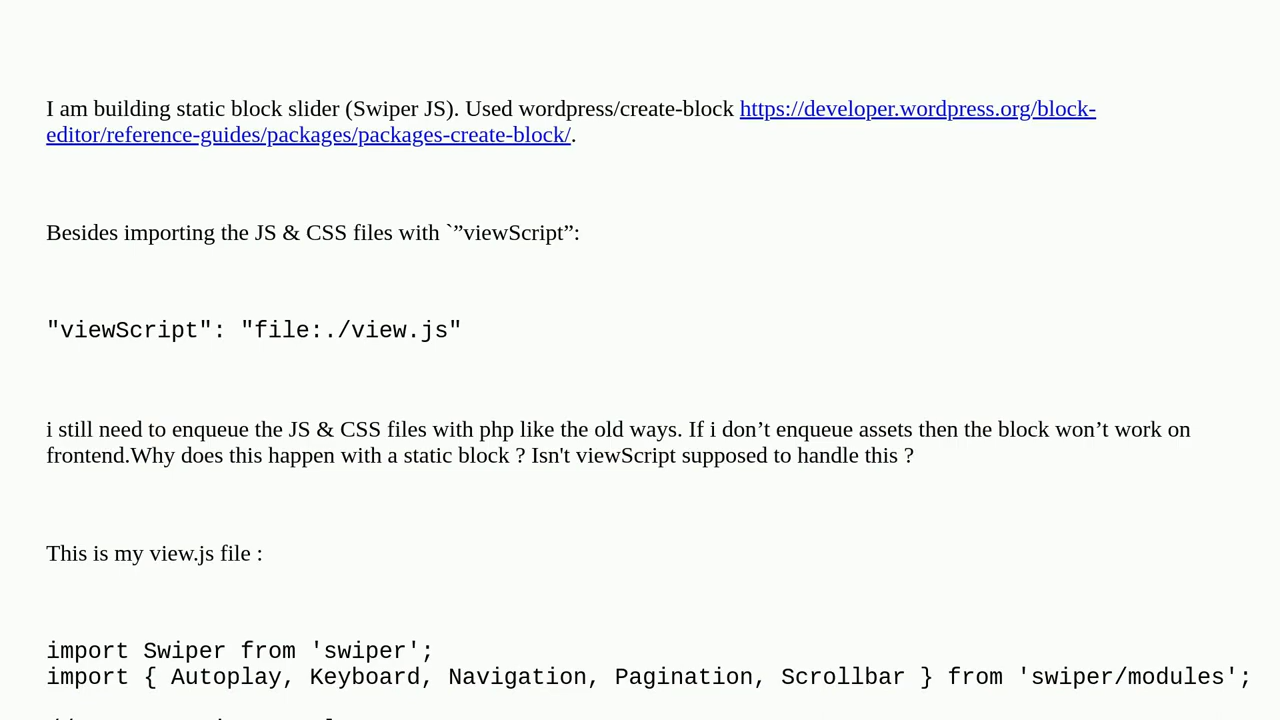 I am building static block slider (Swiper JS). Used wordpress/create-block https://developer.wordpress.org/block-
editor/reference-guides/packages/packages-create-block/.
Besides importing the JS & CSS files with `”viewScript”:
"viewScript": "file:./view.js"
i still need to enqueue the JS & CSS files with php like the old ways. If i don’t enqueue assets then the block won’t work on
frontend.Why does this happen with a static block ? Isn't viewScript supposed to handle this ?
This is my view.js file :
import Swiper from 'swiper';
import { Autoplay, Keyboard, Navigation, Pagination, Scrollbar } from 'swiper/modules';